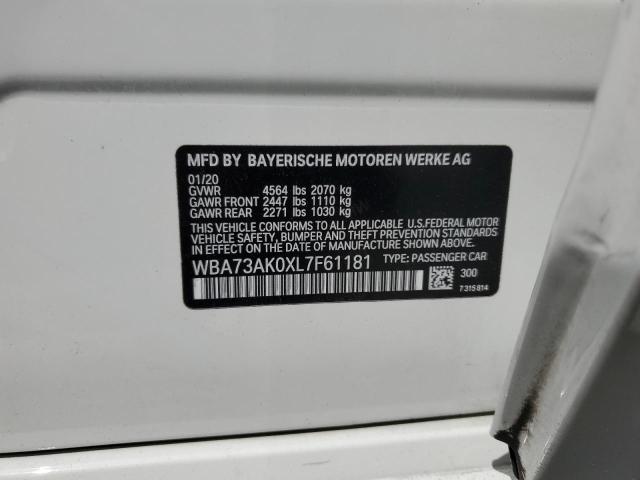 MFD BY BAYERISCHE MOTOREN WERKE AG
01/20
GVWR 4564 lbs 2070 kg
GAWR FRONT 2447 lbs 1110 kg
GAWR REAR 2271 lbs 1030 kg
THIS VEHICLE CONFORMS TO ALL APPLICABLE U.S.FEDERAL MOTOR
VEHICLE SAFETY, BUMPER, AND THEFT PREVENTION STANDARDS
IN EFFECT ON THE DATE OF MANUFACTURE SHOWN ABOVE.
WBA73AK0XL7F61181 TYPE: PASSENGER CAR
300
7315814